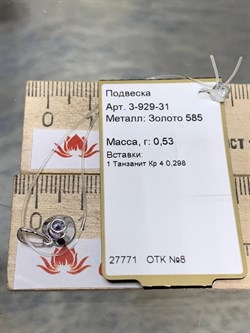 Подвеска
Арт. 3-929-31
Металл: Золото 585
Масса, г: 0,53
Вставки:
1 Танзанит Кр 4 0,298
27771 ОТК №8